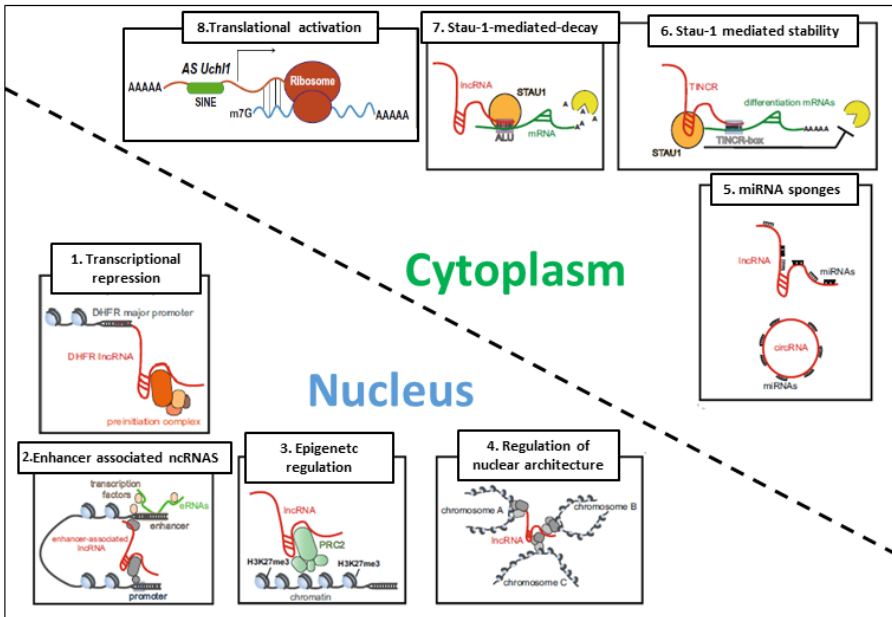 8.Translational activation
AS Uchl1
Ribosome
AAAAA
SINE
m7G
AAAAA
7. Stau-1-mediated-decay
lncRNA
STAU1
A
A
A
A
AA
ALU
mRNA
6. Stau-1 mediated stability
TINCR
differentiation mRNAs
AAAAA
STAU1
TINCR-box
5. miRNA sponges
lncRNA
miRNAs
circRNA
miRNAs
Cytoplasm
Nucleus
1. Transcriptional
repression
DHFR major promoter
DHFR lncRNA
preinitiation complex
2.Enhancer associated ncRNAS
transcription
factors
eRNAs
enhancer
enhancer-associated
lncRNA
promoter
3. Epigenetc
regulation
lncRNA
PRC2
H3K27me3
H3K27me3
chromatin
4. Regulation of
nuclear architecture
chromosome A
chromosome B
lncRNA
chromosome C